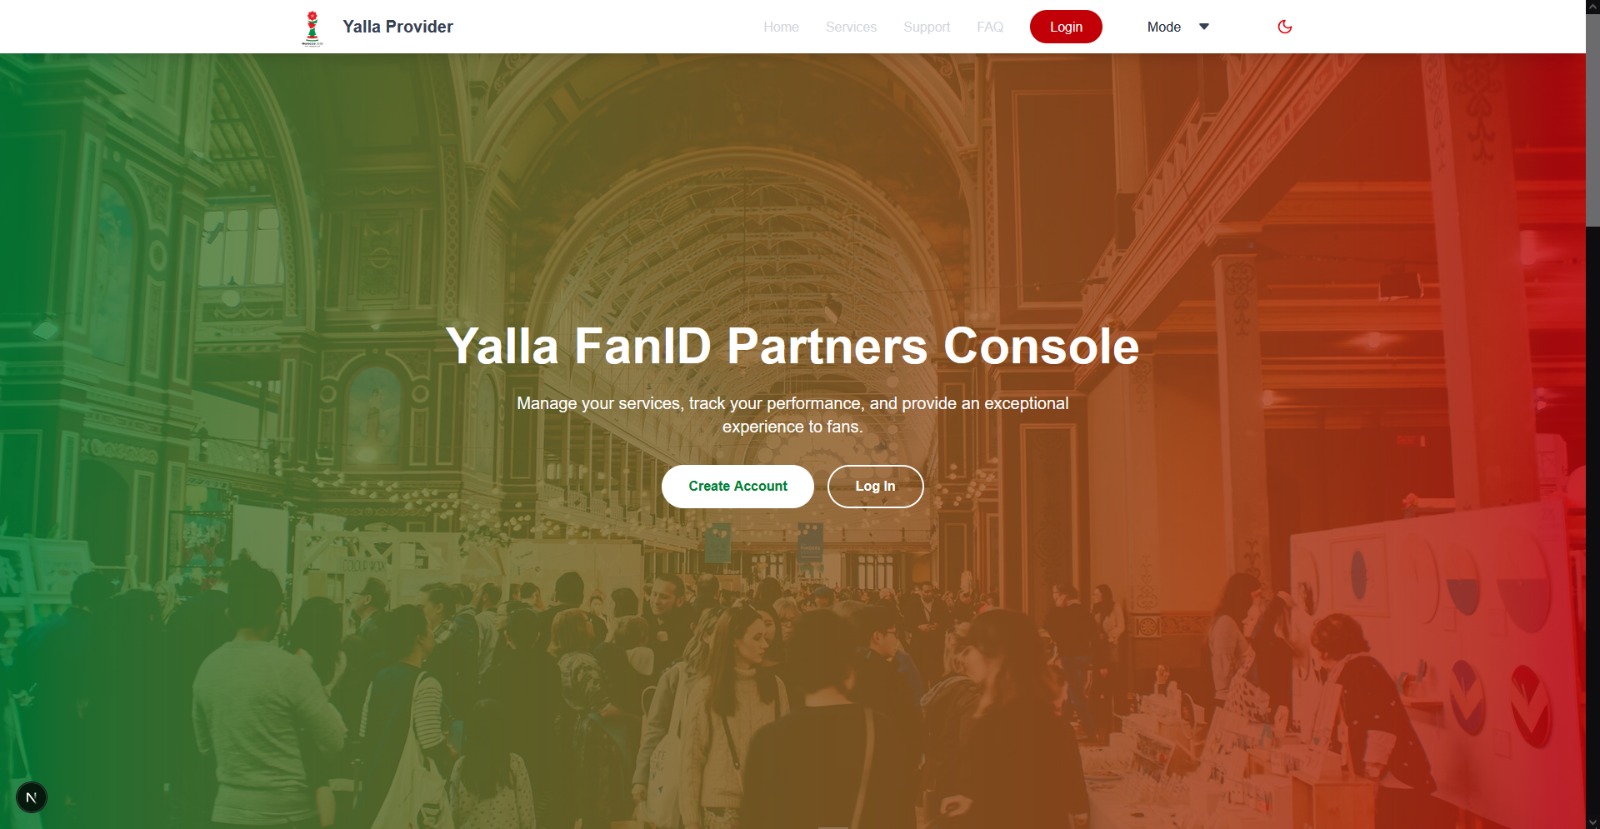 Yalla Provider
Home
Services
Support
FAQ
Login
Mode
Yalla FanID Partners Console
Manage your services, track your performance, and provide an exceptional
experience to fans.
Create Account
Log In
N